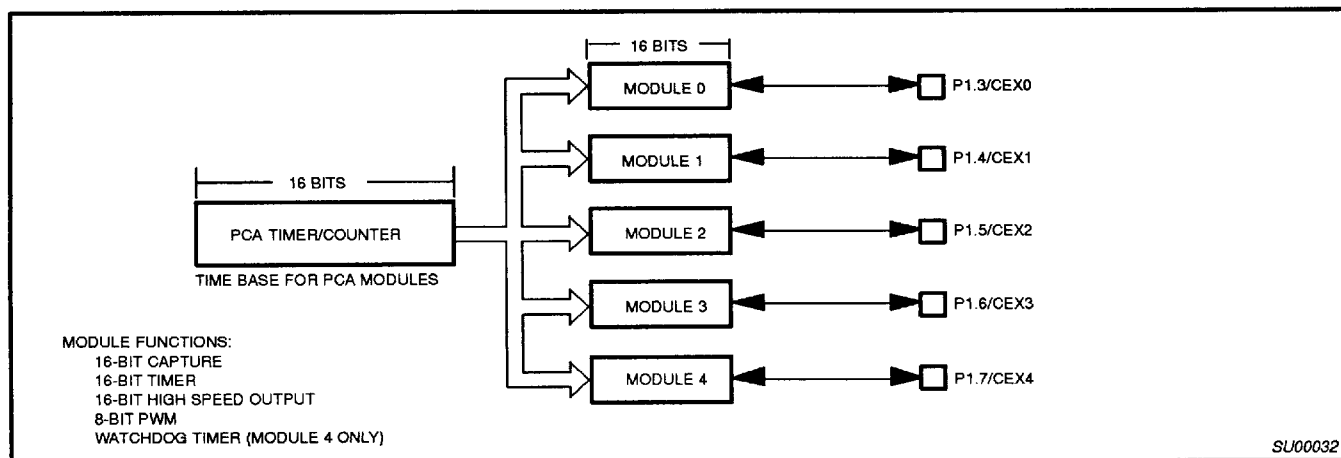 16 BITS
MODULE 0
P1.3/CEX0
MODULE 1
P1.4/CEX1
16 BITS
PCA TIMER/COUNTER
MODULE 2
P1.5/CEX2
TIME BASE FOR PCA MODULES
MODULE 3
P1.6/CEX3
MODULE FUNCTIONS:
16-BIT CAPTURE
16-BIT TIMER
16-BIT HIGH SPEED OUTPUT
8-BIT PWM
WATCHDOG TIMER (MODULE 4 ONLY)
MODULE 4
P1.7/CEX4
SU00032